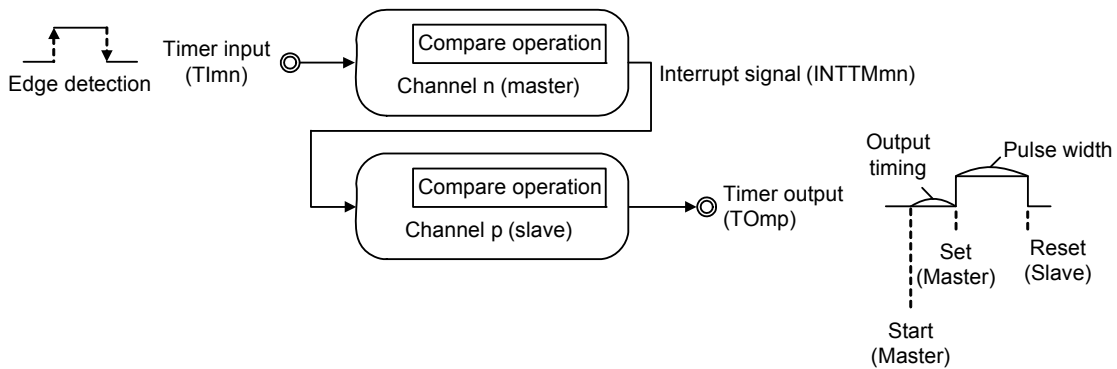 Edge detection
Timer input
(TImn)
Compare operation
Channel n (master)
Interrupt signal (INTTMmn)
Compare operation
Channel p (slave)
Timer output
(TOmp)
Output
timing
Pulse width
Set
(Master)
Reset
(Slave)
Start
(Master)